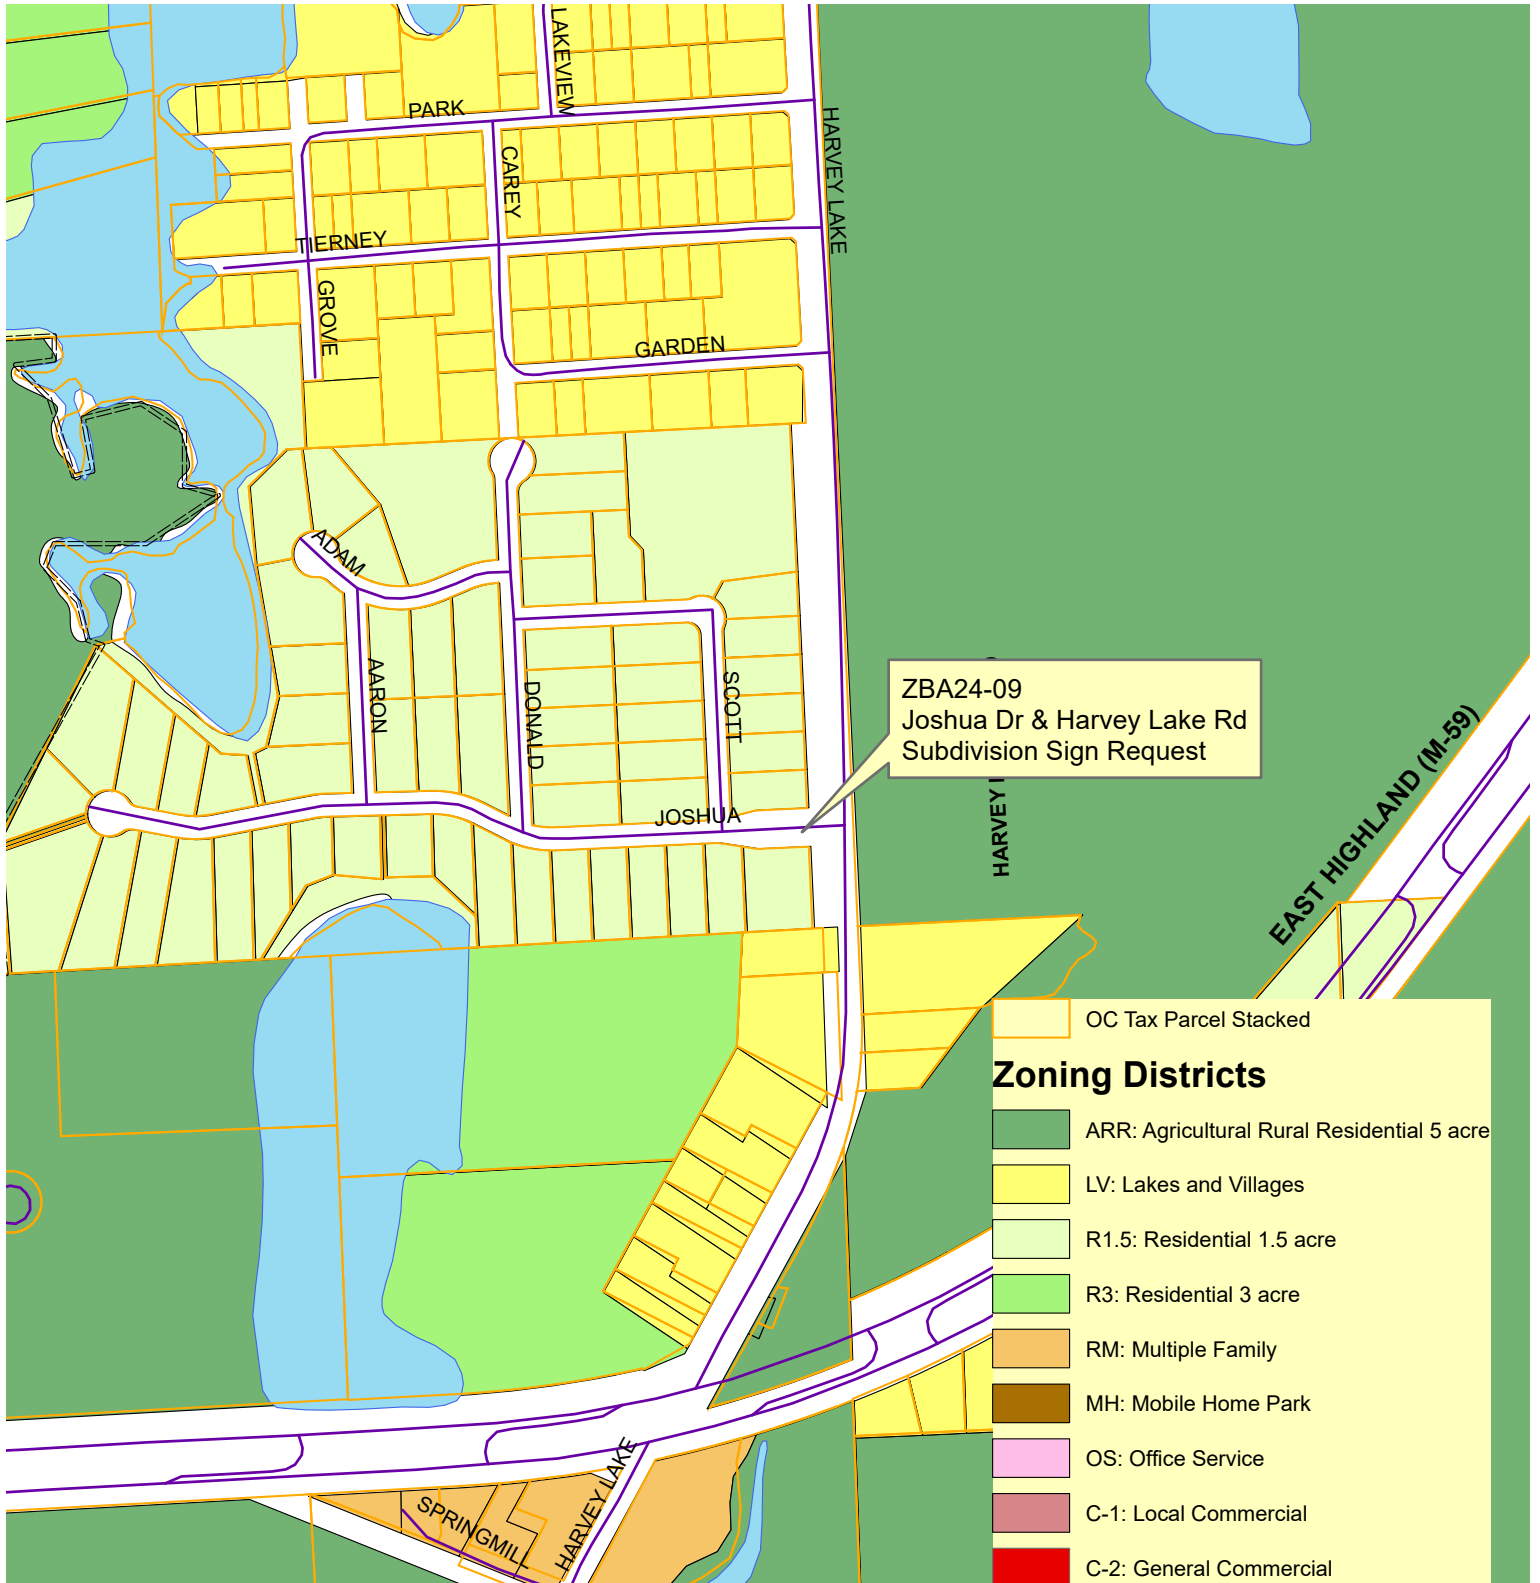 LAKEVIEW
PARK
HARVEY LAKE
CAREY
TIERNEY
GROVE
GARDEN
ADAM
AARON
DONALD
SCOTT
ZBA24-09
Joshua Dr & Harvey Lake Rd
Subdivision Sign Request
JOSHUA
HARVEY
EAST HIGHLAND (M-59)
OC Tax Parcel Stacked
Zoning Districts
ARR: Agricultural Rural Residential 5 acre
LV: Lakes and Villages
R1.5: Residential 1.5 acre
R3: Residential 3 acre
RM: Multiple Family
MH: Mobile Home Park
OS: Office Service
C-1: Local Commercial
C-2: General Commercial
HARVEY LAKE
SPRINGMILL